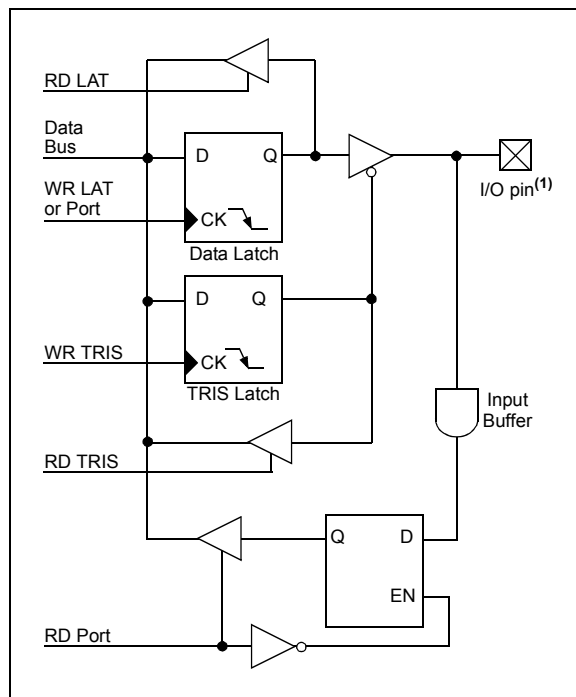 RD LAT
Data
Bus
D
Q
WR LAT
or Port
CK
I/O pin(1)
Data Latch
D
Q
WR TRIS
CK
TRIS Latch
Input
Buffer
RD TRIS
Q
D
EN
RD Port